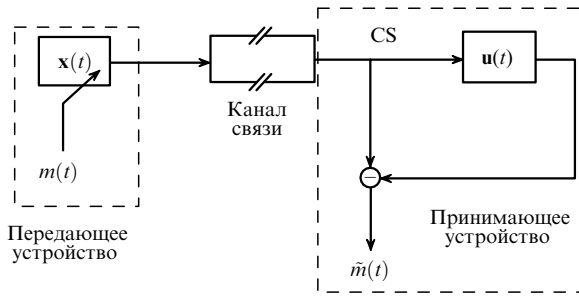 CS
x(t)
u(t)
Канал
связи
m(t)
−
Передающее
устройство
Принимающее
устройство
m̃(t)